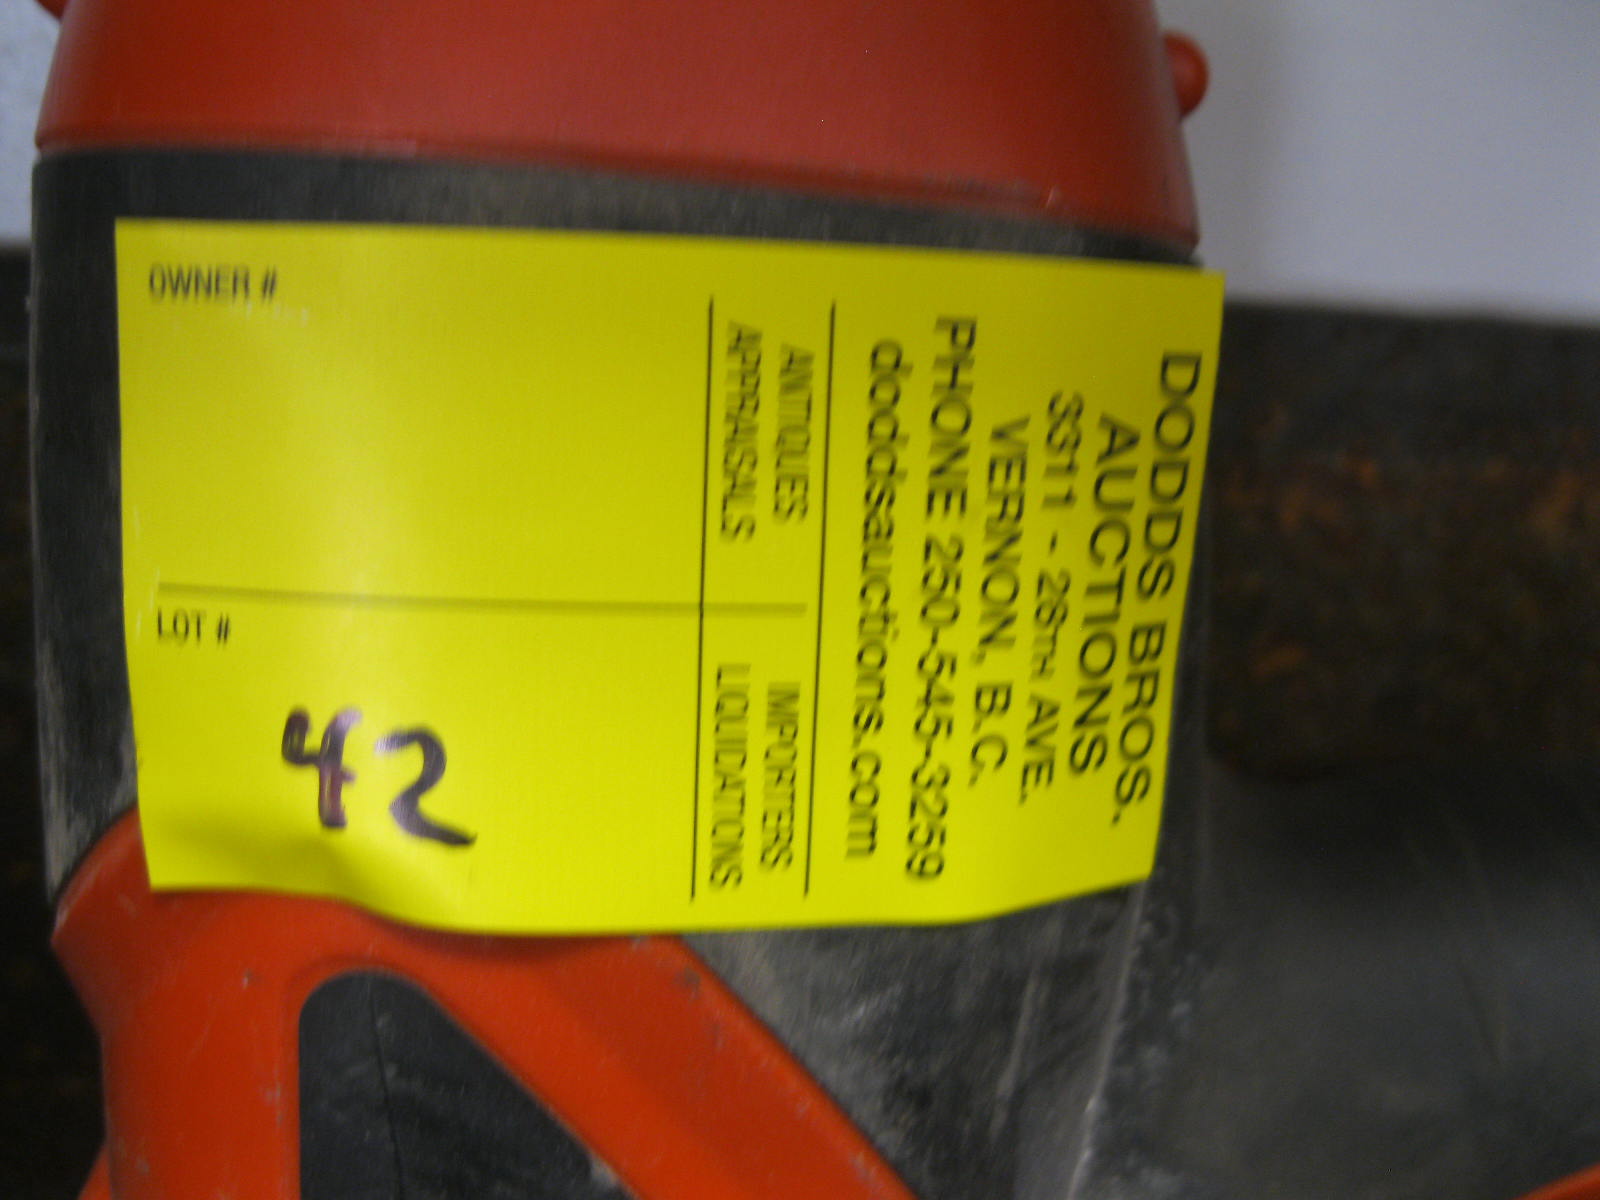 DODDS BROS.
AUCTIONS
3311 - 28TH AVE.
VERNON, B.C.
PHONE 250-545-3259
doddsauctions.com
ANTIQUES IMPORTERS
APPRAISALS LIQUIDATIONS
OWNER #
LOT #
42